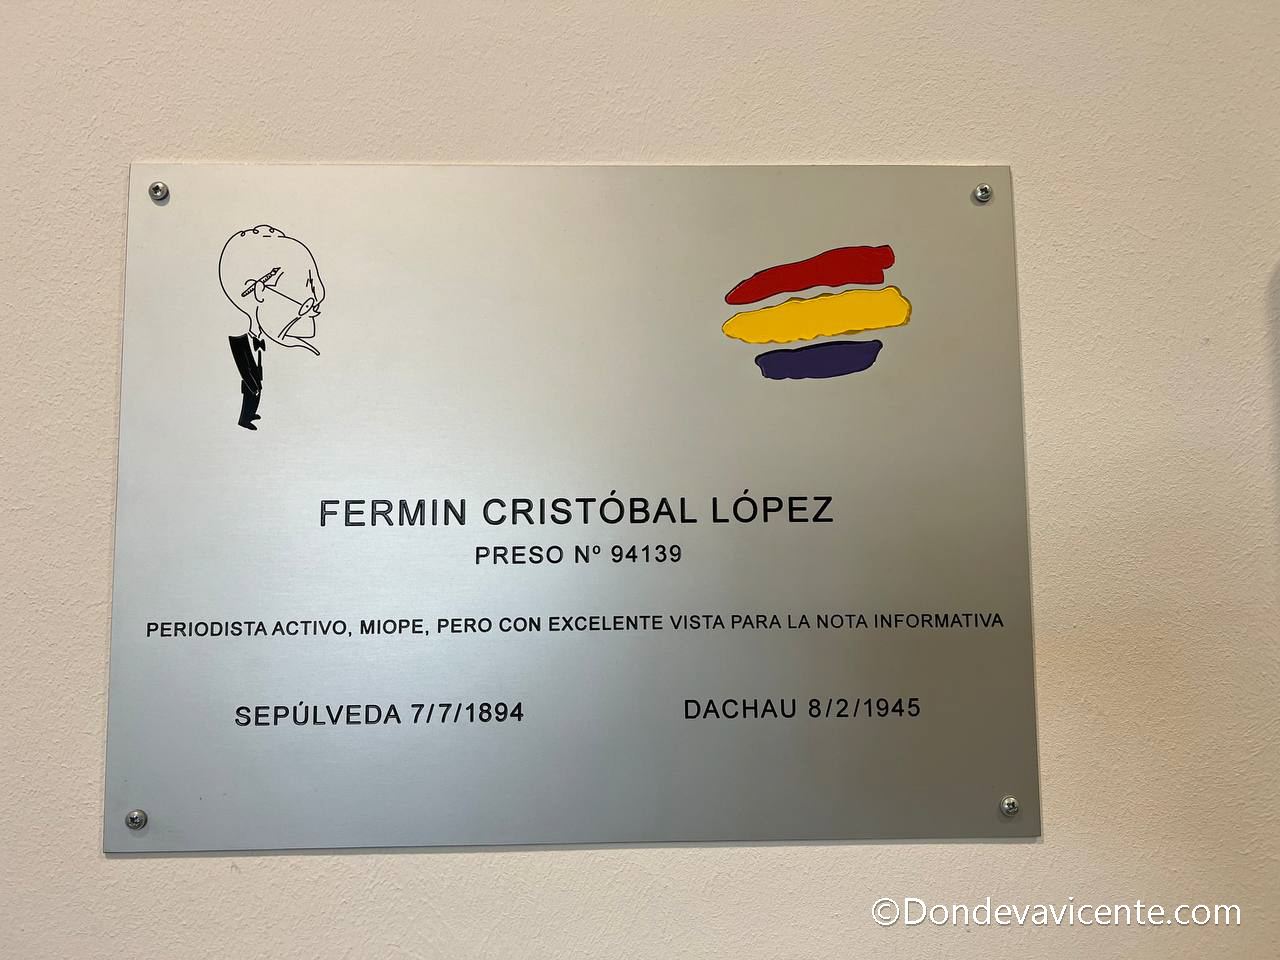 FERMIN CRISTÓBAL LÓPEZ
PRESO Nº 94139
PERIODISTA ACTIVO, MIOPE, PERO CON EXCELENTE VISTA PARA LA NOTA INFORMATIVA
SEPÚLVEDA 7/7/1894 DACHAU 8/2/1945
©Dondevavicente.com